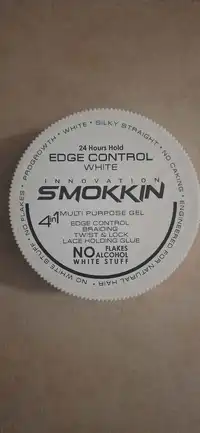 PROGROWTH • WHITE • SILKY STRAIGHT • NO CAKING • ENGINEERED FOR NATURAL HAIR • NO WHITE STUFF • NO FLAKES •
24 Hours Hold
EDGE CONTROL
WHITE
INNOVATION
SMOKKIN
4in1 MULTI PURPOSE GEL
EDGE CONTROL
BRAIDING
TWIST & LOCK
LACE HOLDING GLUE
NO FLAKES
ALCOHOL
WHITE STUFF